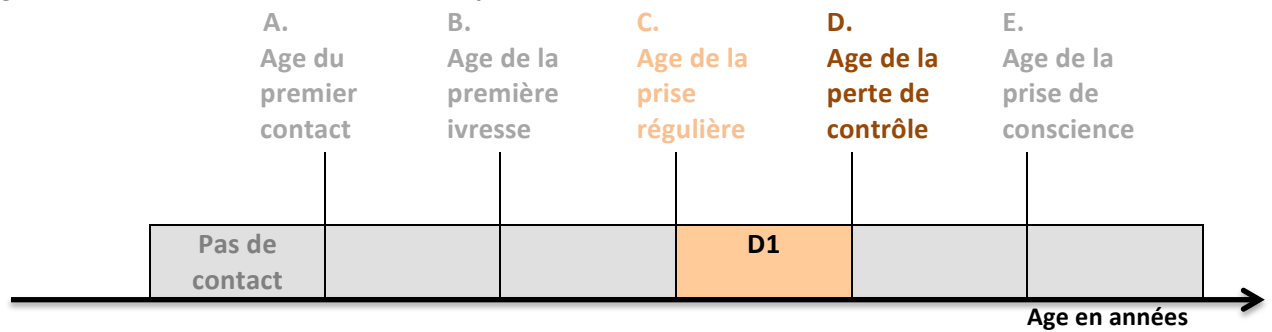 A.
Age du
premier
contact
B.
Age de la
première
ivresse
C.
Age de la
prise
régulière
D.
Age de la
perte de
contrôle
E.
Age de la
prise de
conscience
Pas de
contact
D1
Age en années